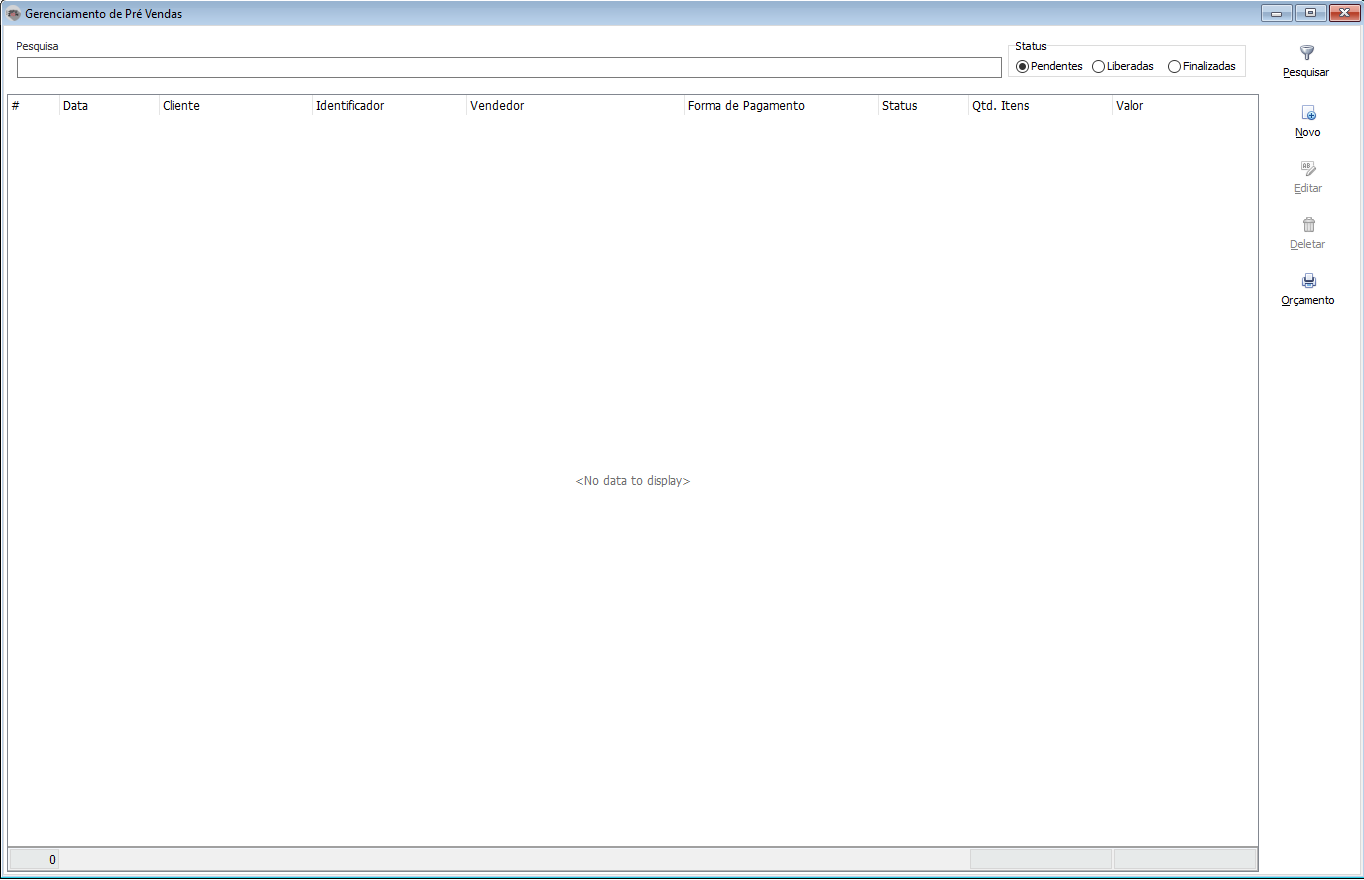 Gerenciamento de Pré Vendas
Pesquisa
Status
Pendentes Liberadas Finalizadas
Pesquisar
# Data Cliente Identificador Vendedor Forma de Pagamento Status Qtd. Itens Valor
Novo
Editar
Deletar
Orçamento
<No data to display>
0